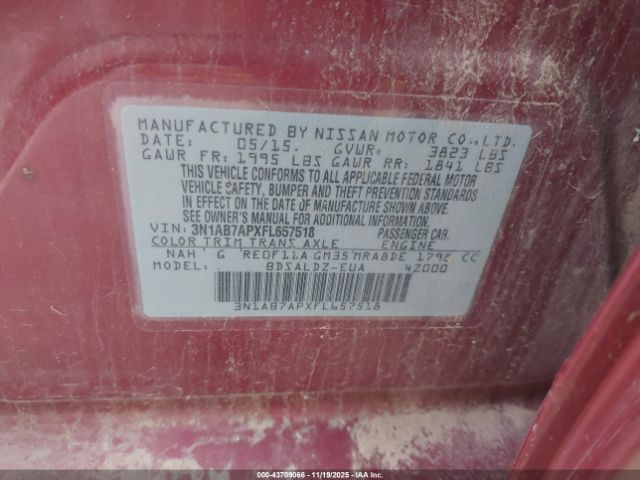 MANUFACTURED BY NISSAN MOTOR CO., LTD.
DATE: 05/15. GVWR: 3823 LBS
GAWR FR: 1995 LBS GAWR RR: 1841 LBS
THIS VEHICLE CONFORMS TO ALL APPLICABLE FEDERAL MOTOR
VEHICLE SAFETY, BUMPER AND THEFT PREVENTION STANDARDS
IN EFFECT ON THE DATE OF MANUFACTURE SHOWN ABOVE.
SEE OWNER'S MANUAL FOR ADDITIONAL INFORMATION.
VIN: 3N1AB7APXFL657518 PASSENGER CAR.
COLOR TRIM TRANS AXLE ENGINE
NAH G RE0F11A GM35 MRA8DE 1798 CC
MODEL: BDSALDZ-EUA 42000
3N1AB7APXFL657518
000-43709066 - 11/19/2025 - IAA Inc.